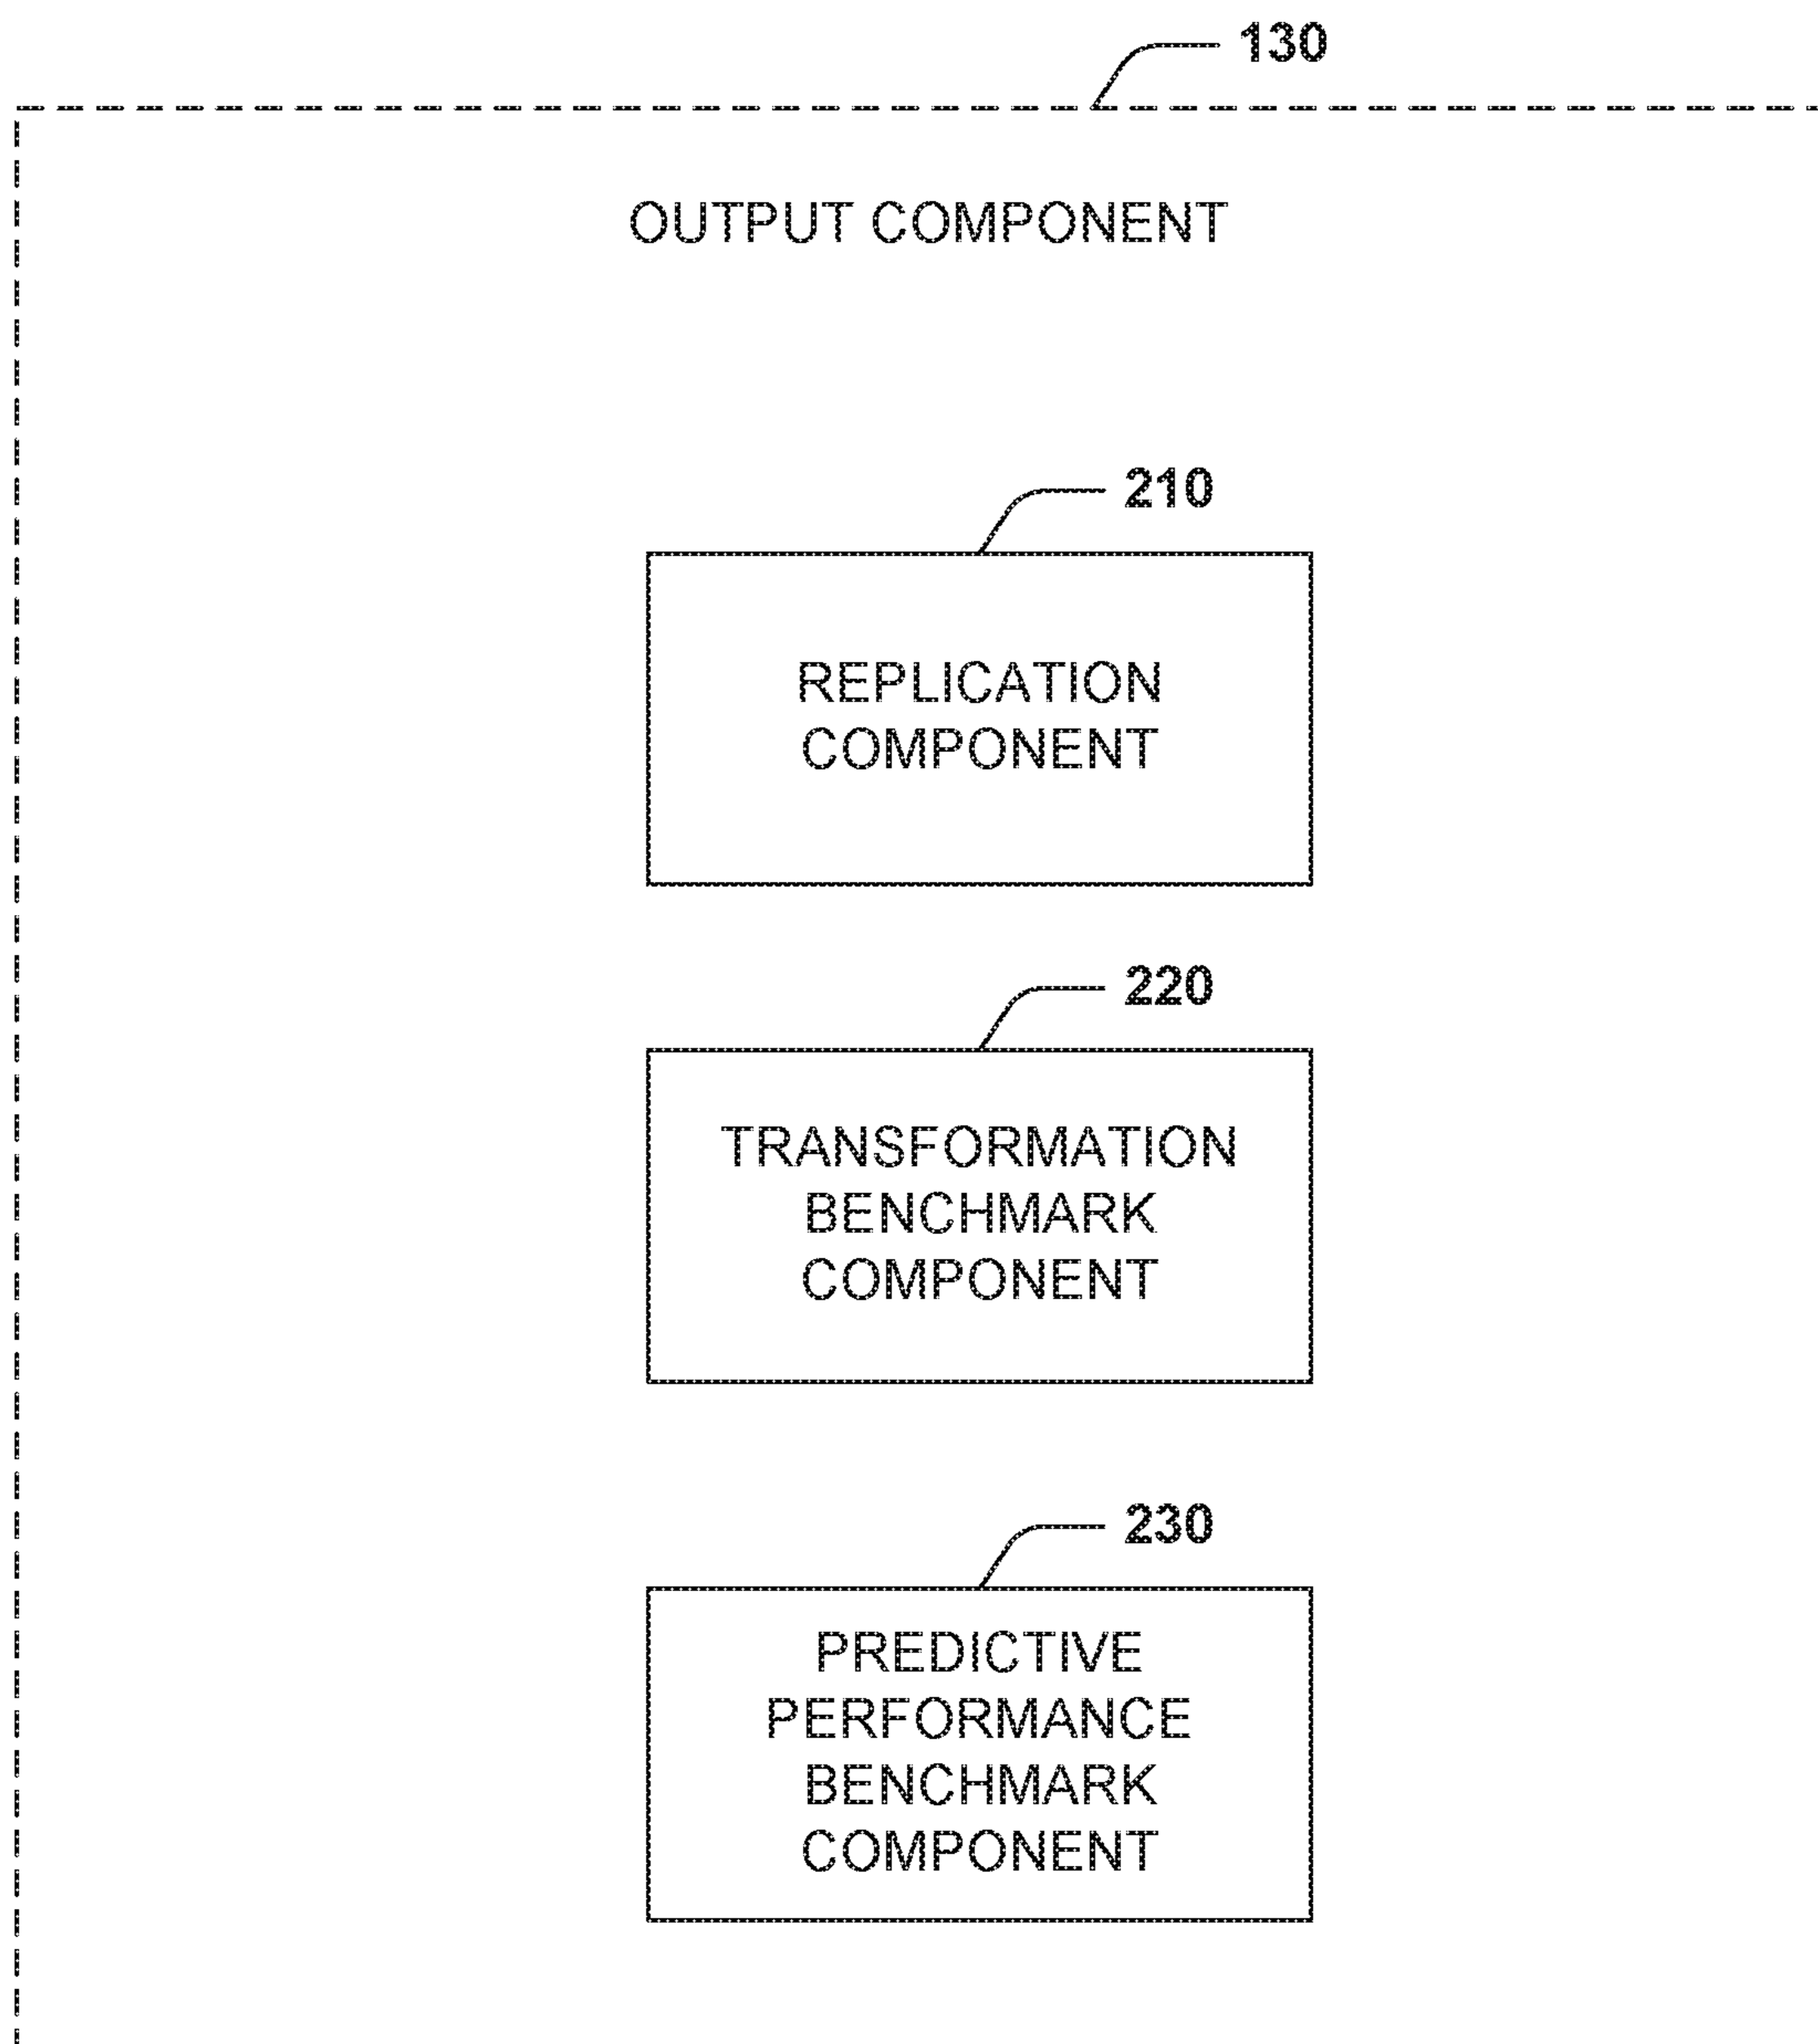 130
OUTPUT COMPONENT
210
REPLICATION
COMPONENT
220
TRANSFORMATION
BENCHMARK
COMPONENT
230
PREDICTIVE
PERFORMANCE
BENCHMARK
COMPONENT